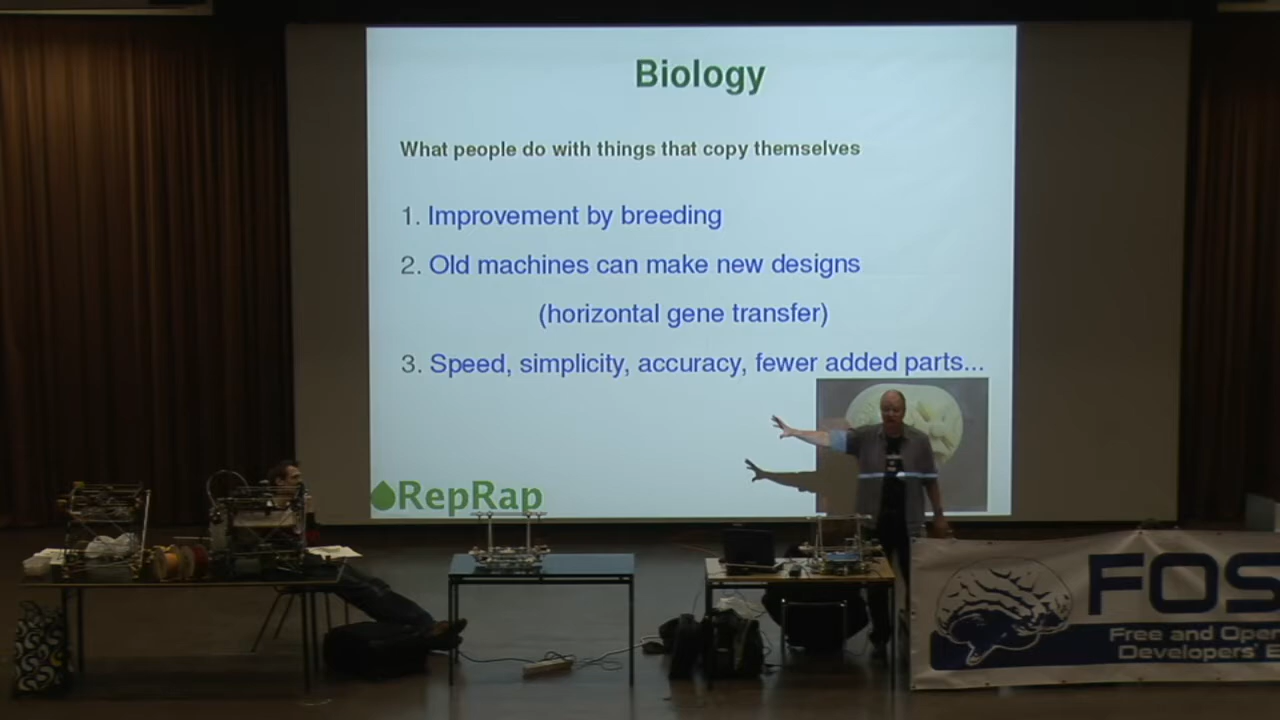 Biology
What people do with things that copy themselves
1. Improvement by breeding
2. Old machines can make new designs
(horizontal gene transfer)
3. Speed, simplicity, accuracy, fewer added parts...
RepRap
FOS
Free and Open
Developers' E